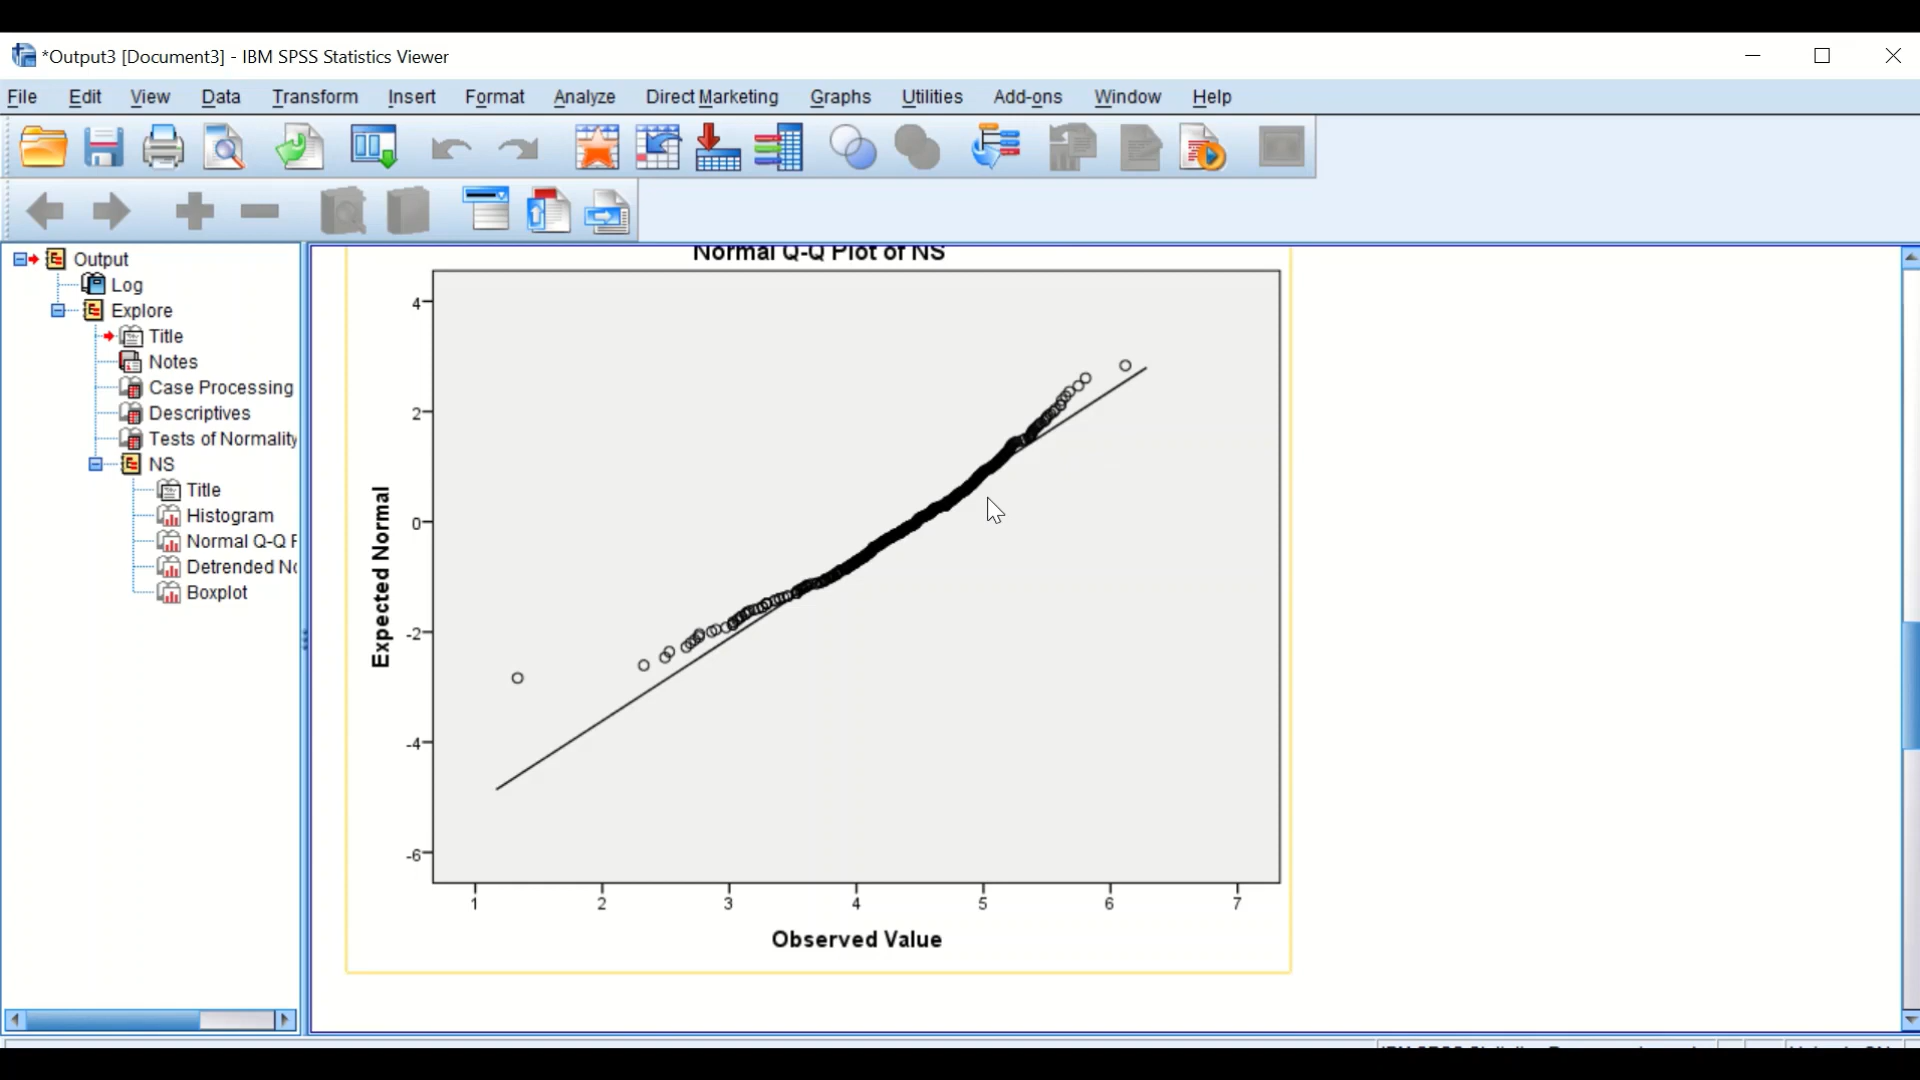 *Output3 [Document3] - IBM SPSS Statistics Viewer
File Edit View Data Transform Insert Format Analyze Direct Marketing Graphs Utilities Add-ons Window Help
Output
Log
Explore
Title
Notes
Case Processing
Descriptives
Tests of Normality
NS
Title
Histogram
Normal Q-Q P
Detrended No
Boxplot
Normal Q-Q Plot of NS
4
2
0
-2
-4
-6
Expected Normal
1 2 3 4 5 6 7
Observed Value